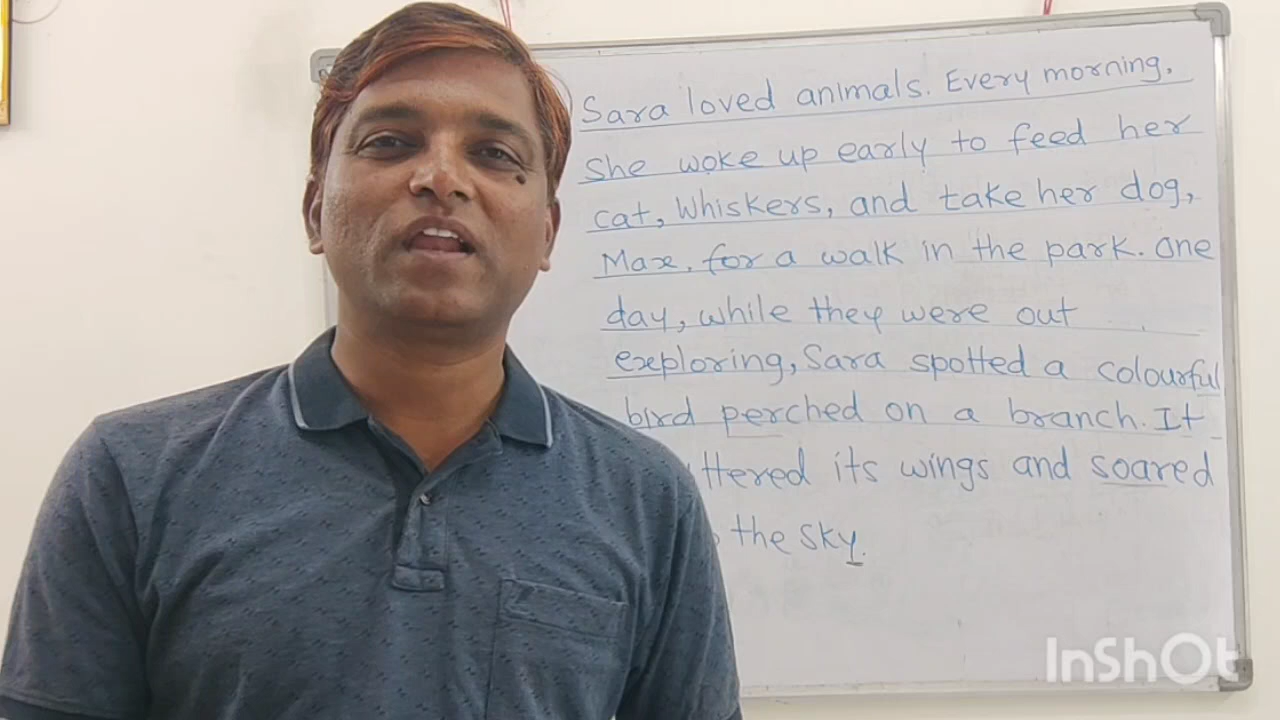 Sara loved animals. Every morning,
she woke up early to feed her
cat, Whiskers, and take her dog,
Max, for a walk in the park. One
day, while they were out
exploring, Sara spotted a colourful
bird perched on a branch. It
its wings and soared
the sky.
InShOt